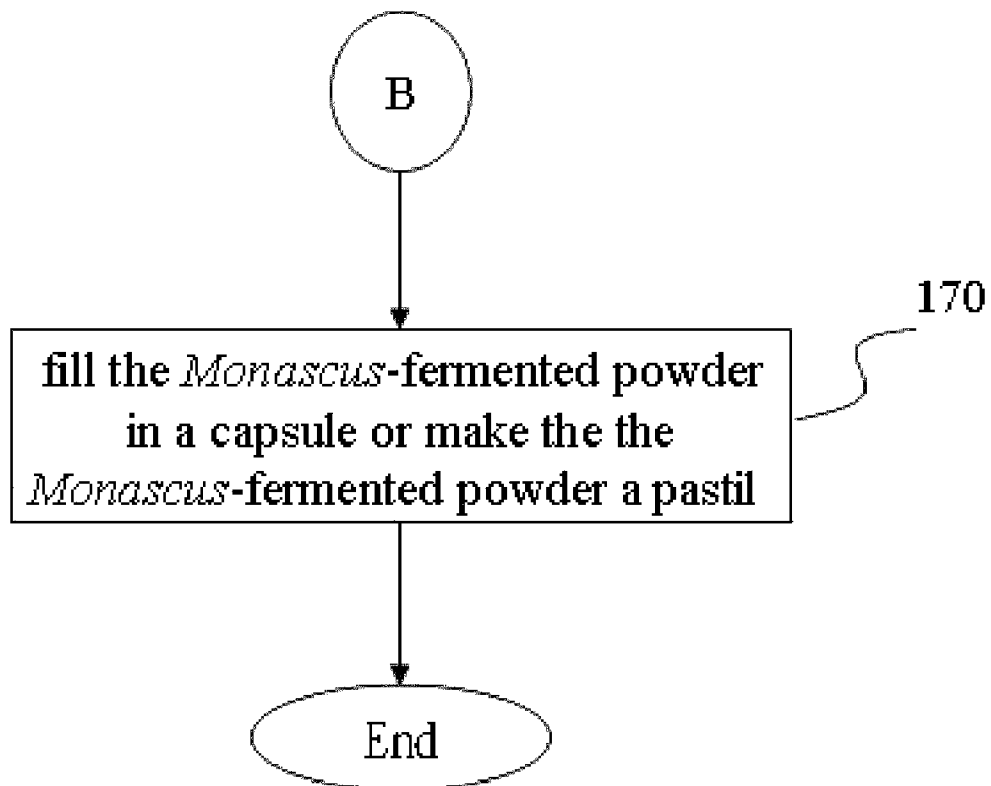 B
170
fill the Monascus-fermented powder
in a capsule or make the the
Monascus-fermented powder a pastil
End